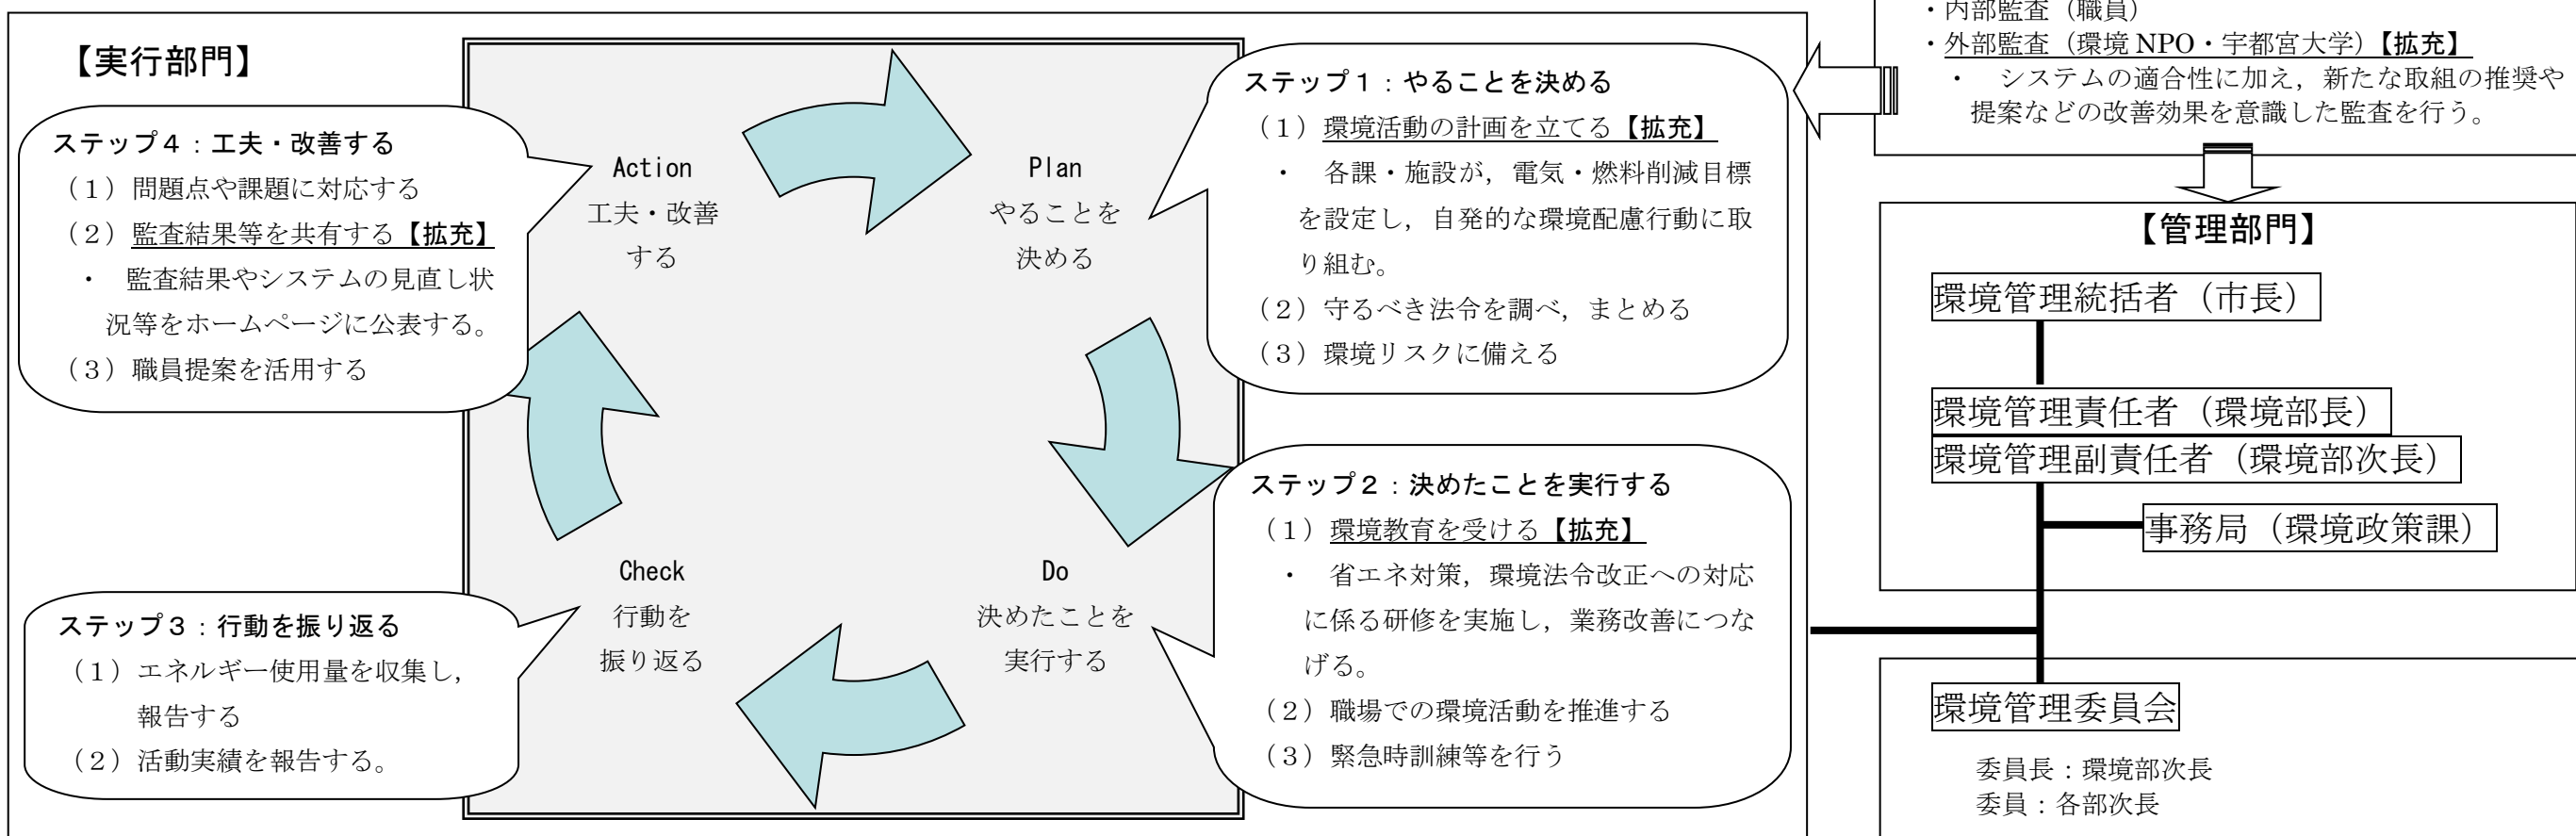 【実行部門】
ステップ４：工夫・改善する
（１）問題点や課題に対応する
（２）監査結果等を共有する【拡充】
・　監査結果やシステムの見直し状
況等をホームページに公表する。
（３）職員提案を活用する
Action
工夫・改善
する
Plan
やることを
決める
ステップ１：やることを決める
（１）環境活動の計画を立てる【拡充】
・　各課・施設が，電気・燃料削減目標
を設定し，自発的な環境配慮行動に取
り組む。
（２）守るべき法令を調べ，まとめる
（３）環境リスクに備える
Check
行動を
振り返る
Do
決めたことを
実行する
ステップ３：行動を振り返る
（１）エネルギー使用量を収集し，
報告する
（２）活動実績を報告する。
ステップ２：決めたことを実行する
（１）環境教育を受ける【拡充】
・　省エネ対策，環境法令改正への対応
に係る研修を実施し，業務改善につな
げる。
（２）職場での環境活動を推進する
（３）緊急時訓練等を行う
・内部監査（職員）
・外部監査（環境 NPO・宇都宮大学）【拡充】
・　システムの適合性に加え，新たな取組の推奨や
提案などの改善効果を意識した監査を行う。
【管理部門】
環境管理統括者（市長）
環境管理責任者（環境部長）
環境管理副責任者（環境部次長）
事務局（環境政策課）
環境管理委員会
委員長：環境部次長
委員：各部次長